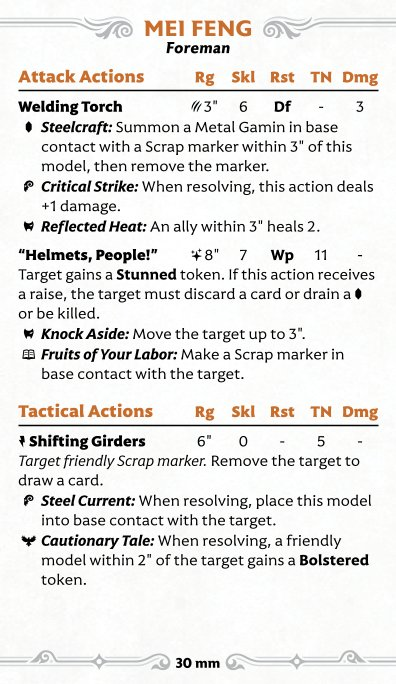 MEI FENG
Foreman
Attack Actions Rg Skl Rst TN Dmg
Welding Torch 3" 6 Df - 3
Steelcraft: Summon a Metal Gamin in base
contact with a Scrap marker within 3" of this
model, then remove the marker.
Critical Strike: When resolving, this action deals
+1 damage.
Reflected Heat: An ally within 3" heals 2.
“Helmets, People!” 8" 7 Wp 11 -
Target gains a Stunned token. If this action receives
a raise, the target must discard a card or drain a
or be killed.
Knock Aside: Move the target up to 3".
Fruits of Your Labor: Make a Scrap marker in
base contact with the target.
Tactical Actions Rg Skl Rst TN Dmg
Shifting Girders 6" 0 - 5 -
Target friendly Scrap marker. Remove the target to
draw a card.
Steel Current: When resolving, place this model
into base contact with the target.
Cautionary Tale: When resolving, a friendly
model within 2" of the target gains a Bolstered
token.
30 mm